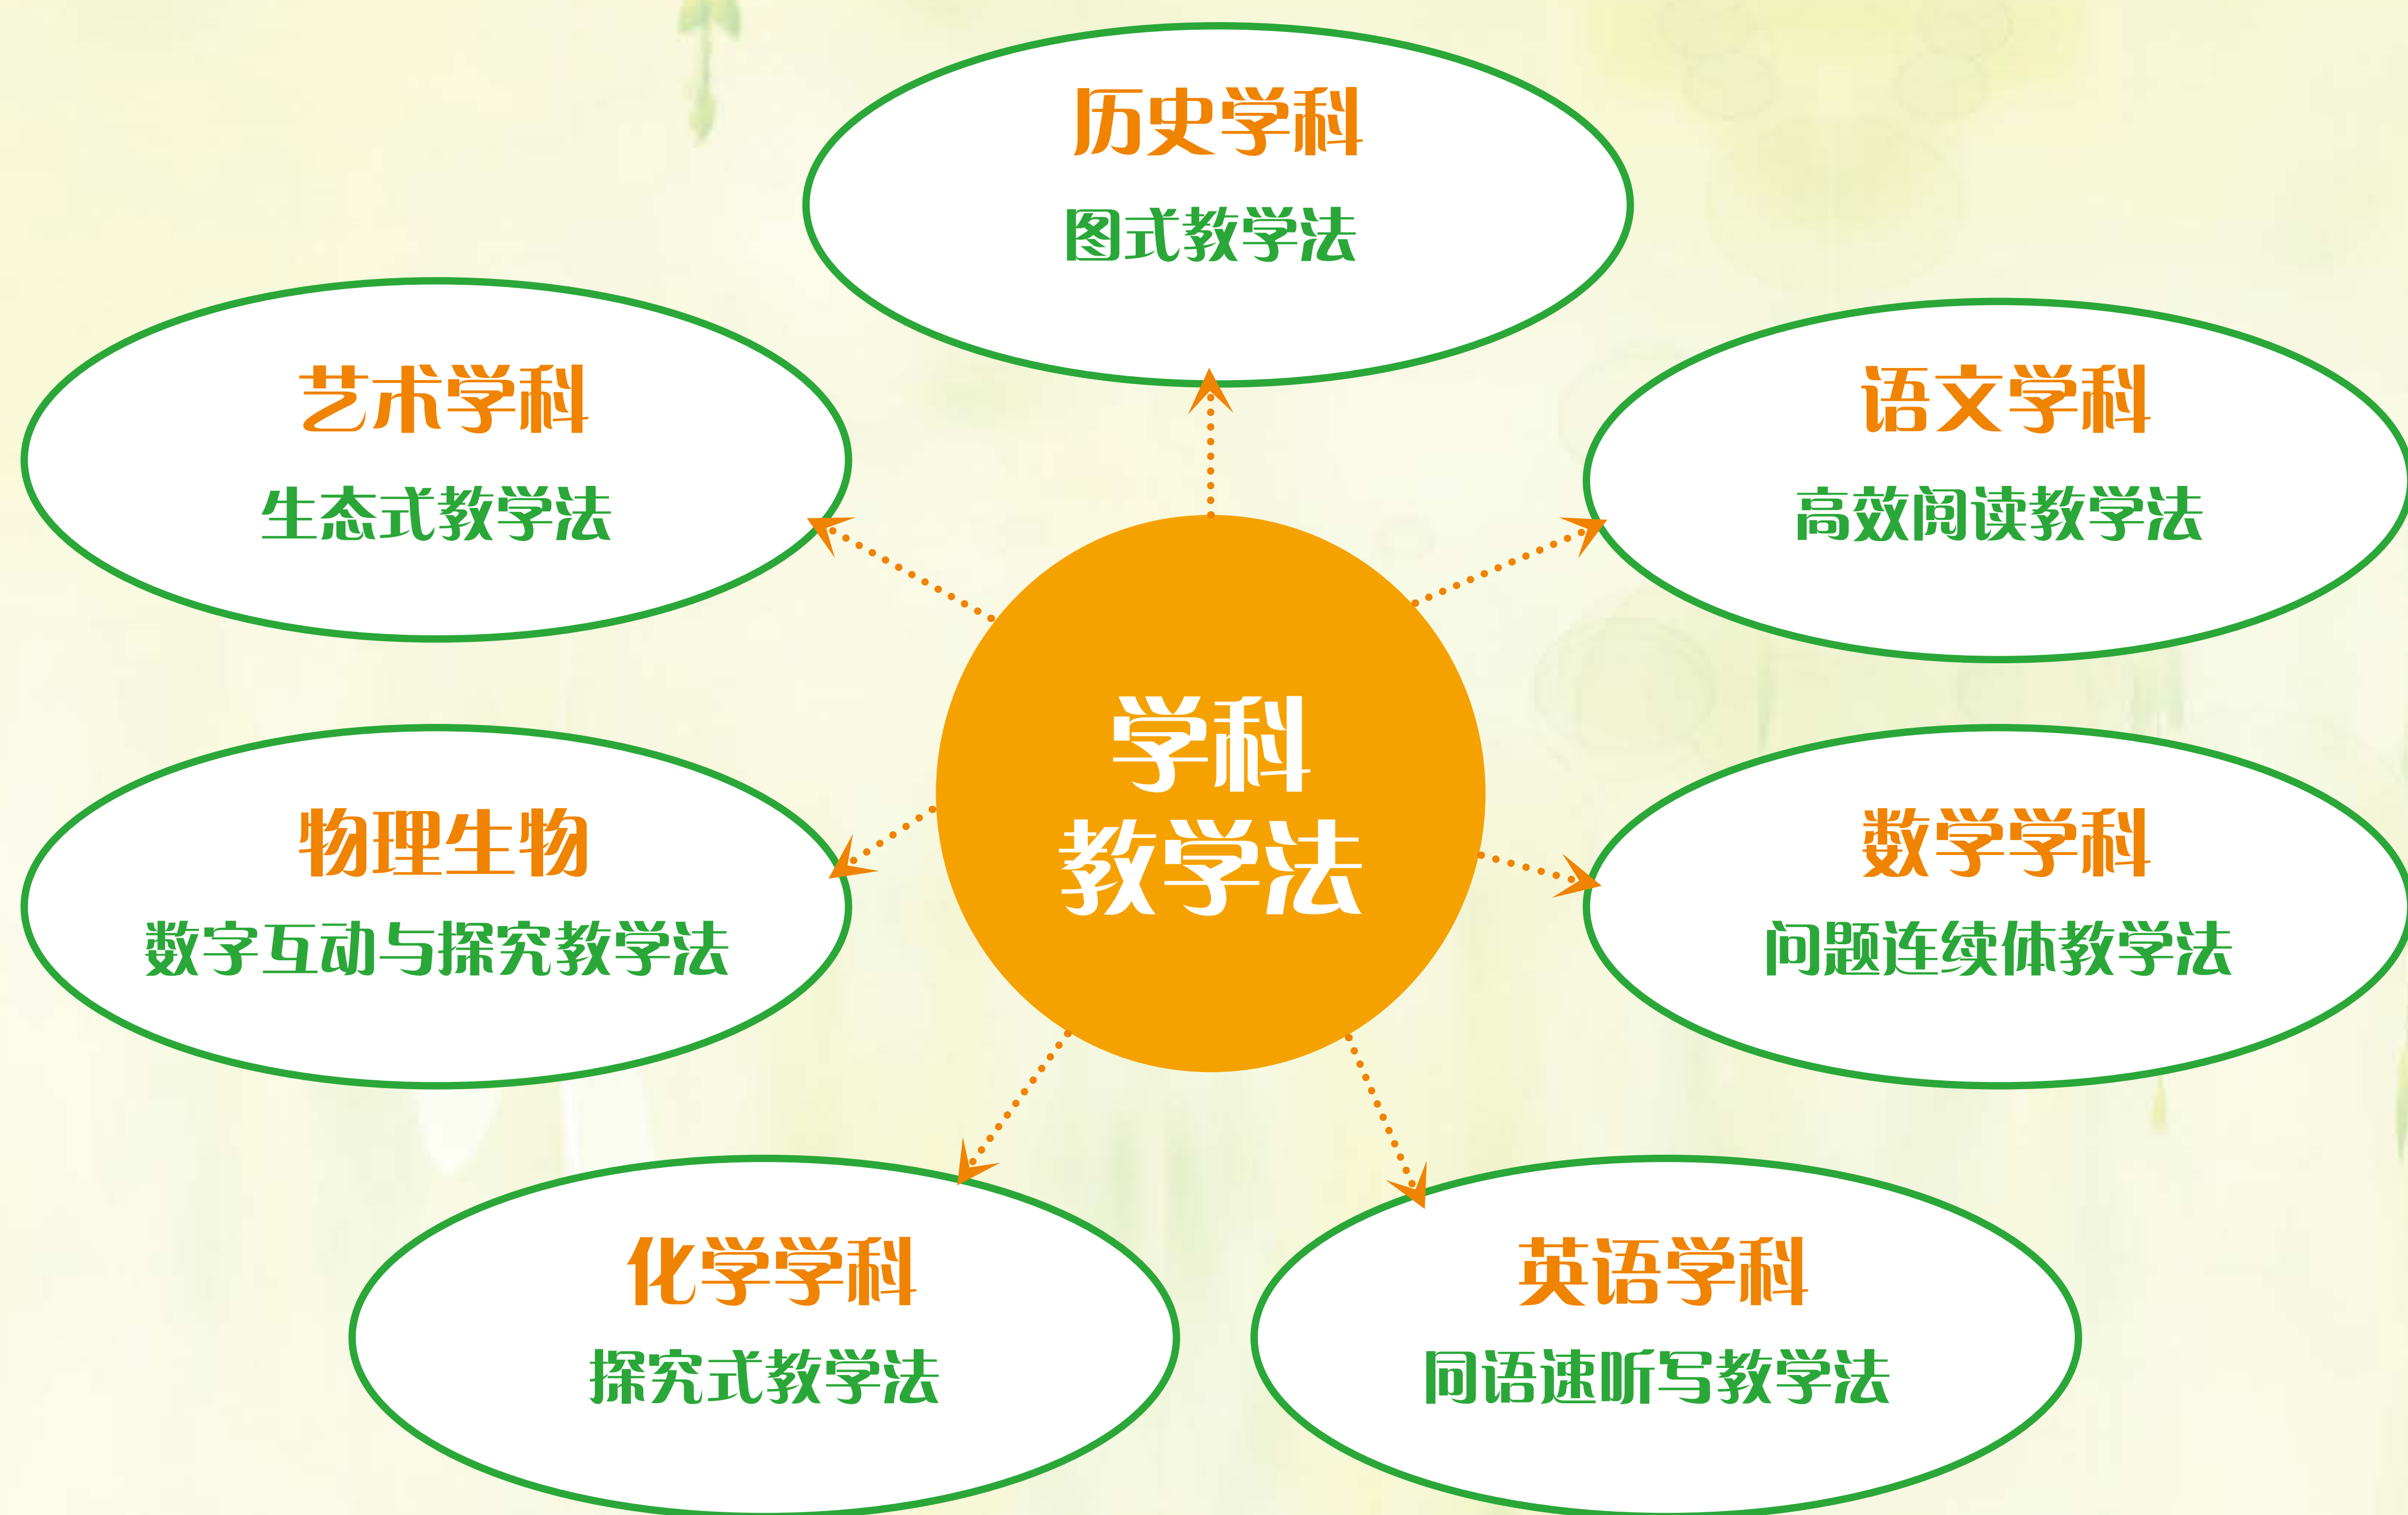 历史学科
图式教学法
艺术学科
生态式教学法
语文学科
高效阅读教学法
学科
教学法
物理生物
数字互动与探究教学法
数学学科
问题连续体教学法
化学学科
探究式教学法
英语学科
同语速听写教学法